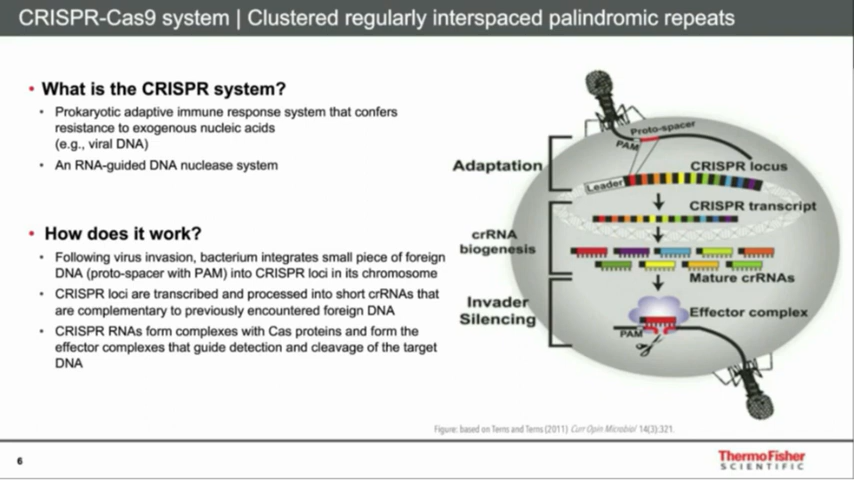 CRISPR-Cas9 system | Clustered regularly interspaced palindromic repeats
• What is the CRISPR system?
• Prokaryotic adaptive immune response system that confers
resistance to exogenous nucleic acids
(e.g., viral DNA)
• An RNA-guided DNA nuclease system
• How does it work?
• Following virus invasion, bacterium integrates small piece of foreign
DNA (proto-spacer with PAM) into CRISPR loci in its chromosome
• CRISPR loci are transcribed and processed into short crRNAs that
are complementary to previously encountered foreign DNA
• CRISPR RNAs form complexes with Cas proteins and form the
effector complexes that guide detection and cleavage of the target
DNA
Proto-spacer
PAM
Adaptation
CRISPR locus
Leader
CRISPR transcript
crRNA
biogenesis
Mature crRNAs
Invader
Silencing
Effector complex
PAM
Figure: based on Terns and Terns (2011) Curr Opin Microbiol 14(3):321.
6
ThermoFisher
SCIENTIFIC